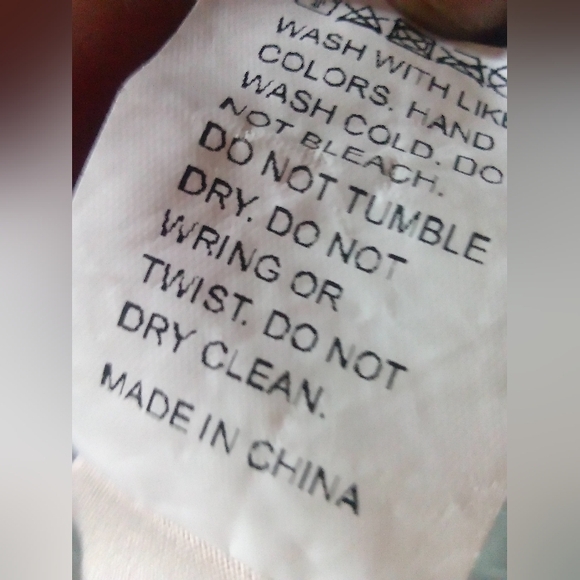 WASH WITH LIKE
COLORS. HAND
WASH COLD. DO
NOT BLEACH.
DO NOT TUMBLE
DRY. DO NOT
WRING OR
TWIST. DO NOT
DRY CLEAN.
MADE IN CHINA